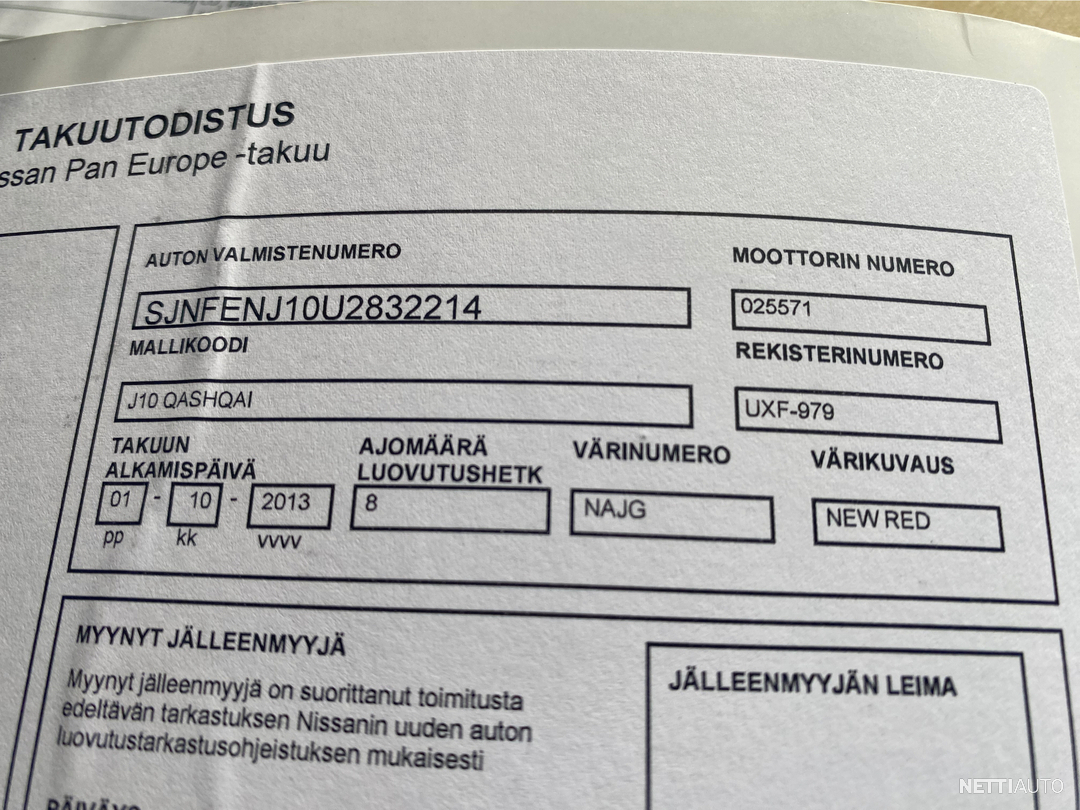 TAKUUTODISTUS
ssan Pan Europe -takuu
AUTON VALMISTENUMERO
MOOTTORIN NUMERO
SJNFENJ10U2832214
025571
MALLIKOODI
REKISTERINUMERO
J10 QASHQAI
UXF-979
TAKUUN
ALKAMISPÄIVÄ
AJOMÄÄRÄ
LUOVUTUSHETK
VÄRINUMERO
VÄRIKUVAUS
01 - 10 - 2013
8
NAJG
NEW RED
pp kk vvvv
MYYNYT JÄLLEENMYYJÄ
JÄLLEENMYYJÄN LEIMA
Myynyt jälleenmyyjä on suorittanut toimitusta
edeltävän tarkastuksen Nissanin uuden auton
luovutustarkastusohjeistuksen mukaisesti
NETTIAUTO